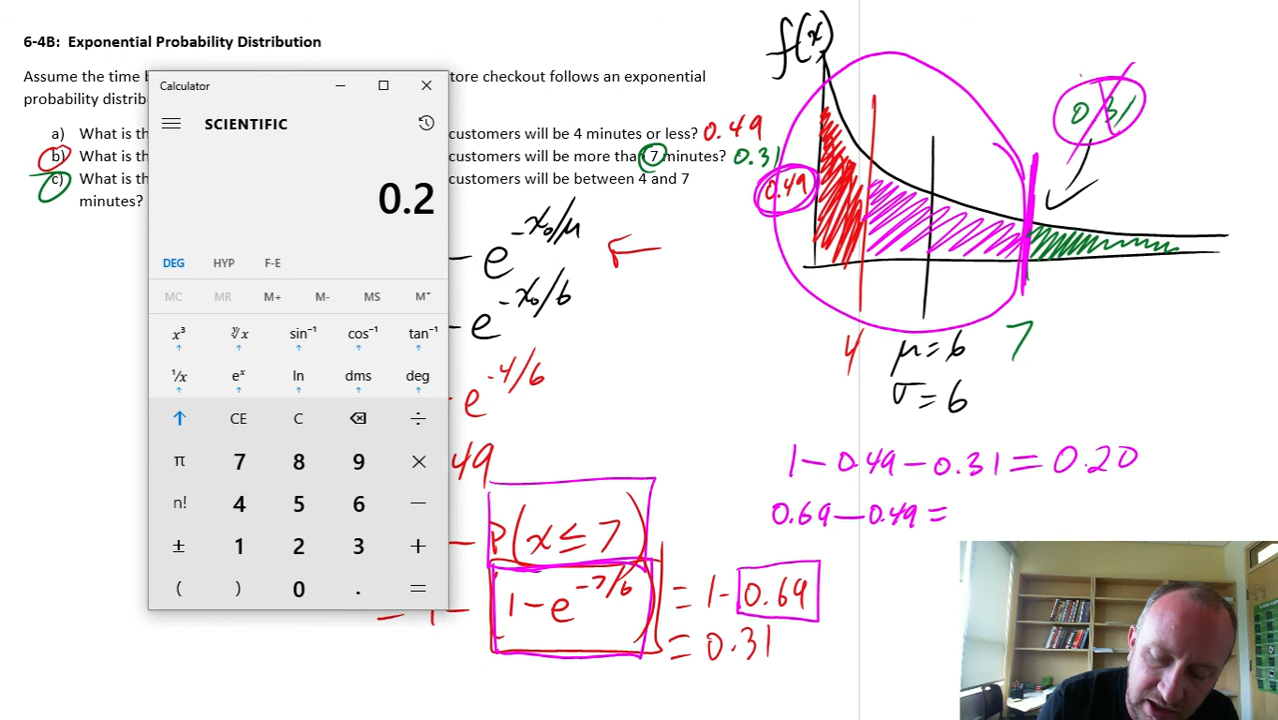 6-4B: Exponential Probability Distribution
Assume the time b
tore checkout follows an exponential
probability distrib
a) What is th
customers will be 4 minutes or less? 0.49
b) What is th
customers will be more than 7 minutes? 0.31
c) What is th
customers will be between 4 and 7
minutes?
Calculator
SCIENTIFIC
0.2
DEG HYP F-E
MC MR M+ M- MS M˅
x³ ʸ√x sin⁻¹ cos⁻¹ tan⁻¹
¹/x eˣ ln dms deg
↑ CE C ⌫ ÷
π 7 8 9 ×
n! 4 5 6 −
± 1 2 3 +
( ) 0 . =
− e^-x₀/μ
− e^-x₀/6
- e^-4/6
49
− P(x ≤ 7)
= 1 - (1 - e^-7/6) = 1 - 0.69
= 0.31
f(x)
0.31
0.49
4
μ = 6
σ = 6
7
1 - 0.49 - 0.31 = 0.20
0.69 - 0.49 =